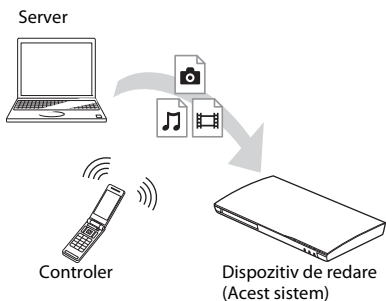 Server
Controler
Dispozitiv de redare
(Acest sistem)